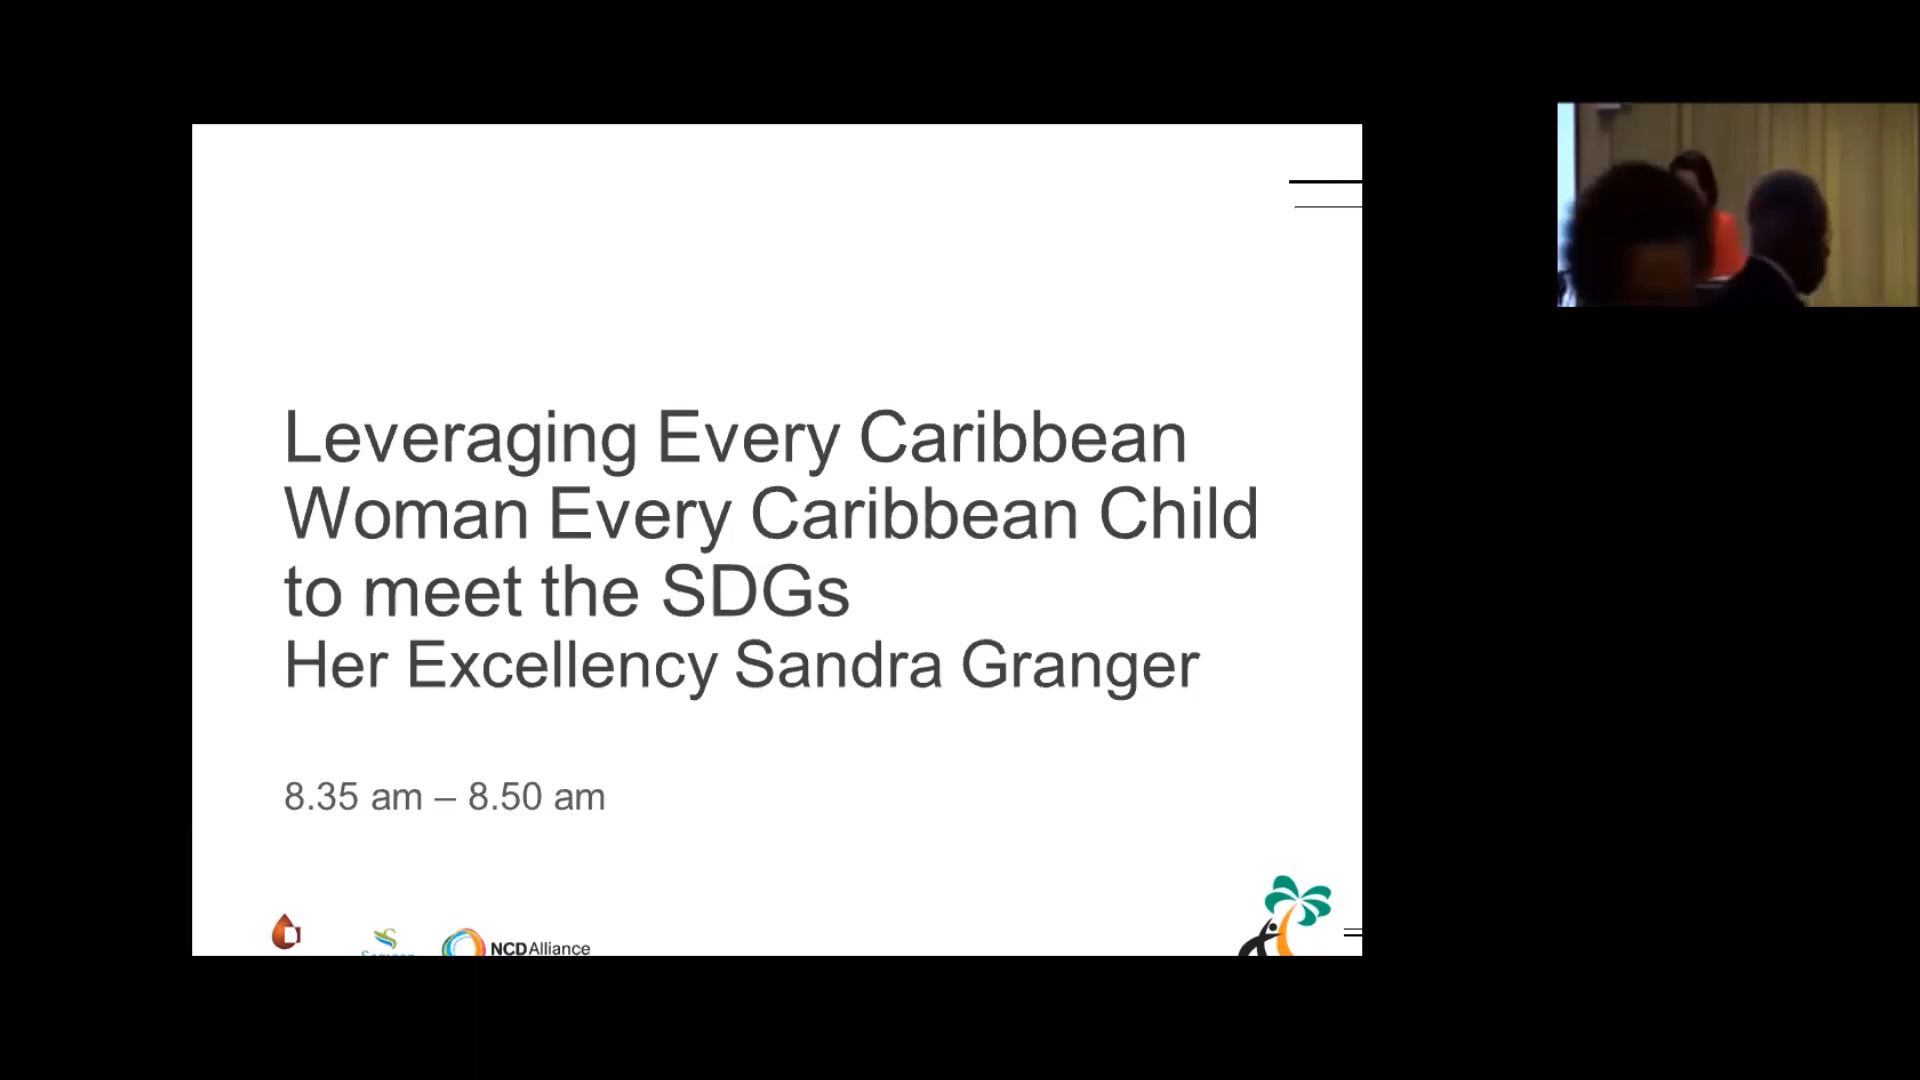 Leveraging Every Caribbean
Woman Every Caribbean Child
to meet the SDGs
Her Excellency Sandra Granger
8.35 am – 8.50 am
NCDAlliance